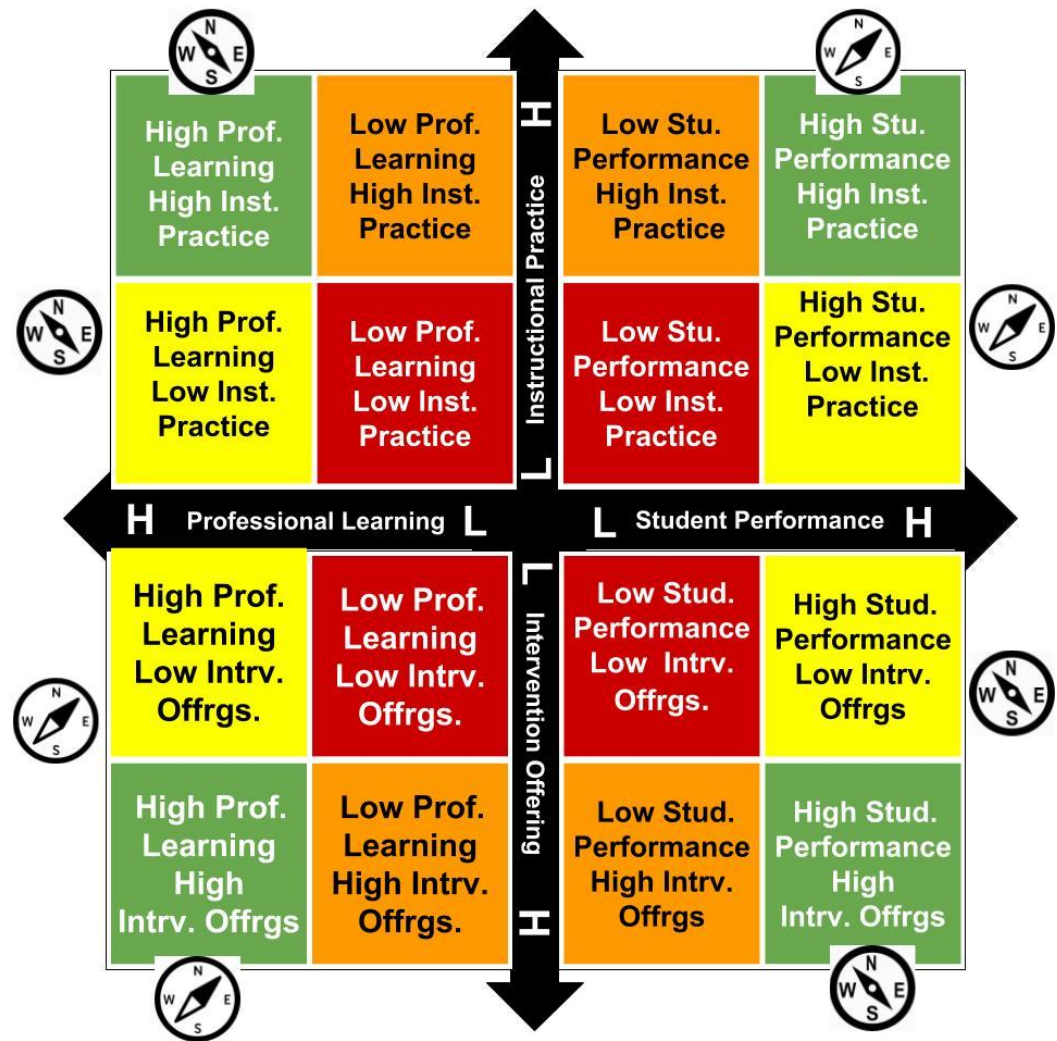 N
W E
S
N
W E
S
High Prof.
Learning
High Inst.
Practice
Low Prof.
Learning
High Inst.
Practice
H
Instructional Practice
L
Low Stu.
Performance
High Inst.
Practice
High Stu.
Performance
High Inst.
Practice
N
W E
S
High Prof.
Learning
Low Inst.
Practice
Low Prof.
Learning
Low Inst.
Practice
Low Stu.
Performance
Low Inst.
Practice
High Stu.
Performance
Low Inst.
Practice
N
W E
S
H Professional Learning L
L Student Performance H
N
W E
S
High Prof.
Learning
Low Intrv.
Offrgs.
Low Prof.
Learning
Low Intrv.
Offrgs.
L
Intervention Offering
H
Low Stud.
Performance
Low Intrv.
Offrgs.
High Stud.
Performance
Low Intrv.
Offrgs
N
W E
S
High Prof.
Learning
High
Intrv. Offrgs
Low Prof.
Learning
High Intrv.
Offrgs.
Low Stud.
Performance
High Intrv.
Offrgs
High Stud.
Performance
High
Intrv. Offrgs
N
W E
S
N
W E
S